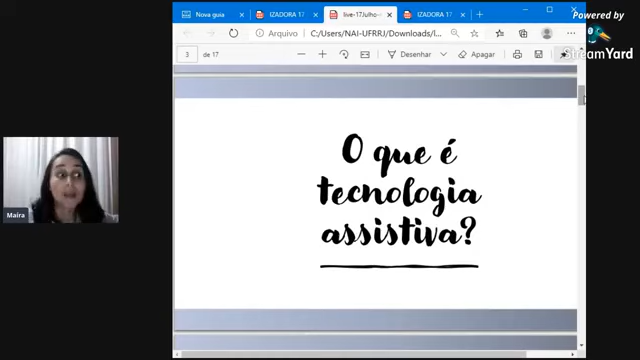 Powered by
StreamYard
Nova guia
IZADORA 17
live-17Julho
IZADORA 17
Arquivo
C:/Users/NAI-UFRRJ/Downloads/l...
3
de 17
Desenhar
Apagar
O que é
tecnologia
assistiva?
Maira